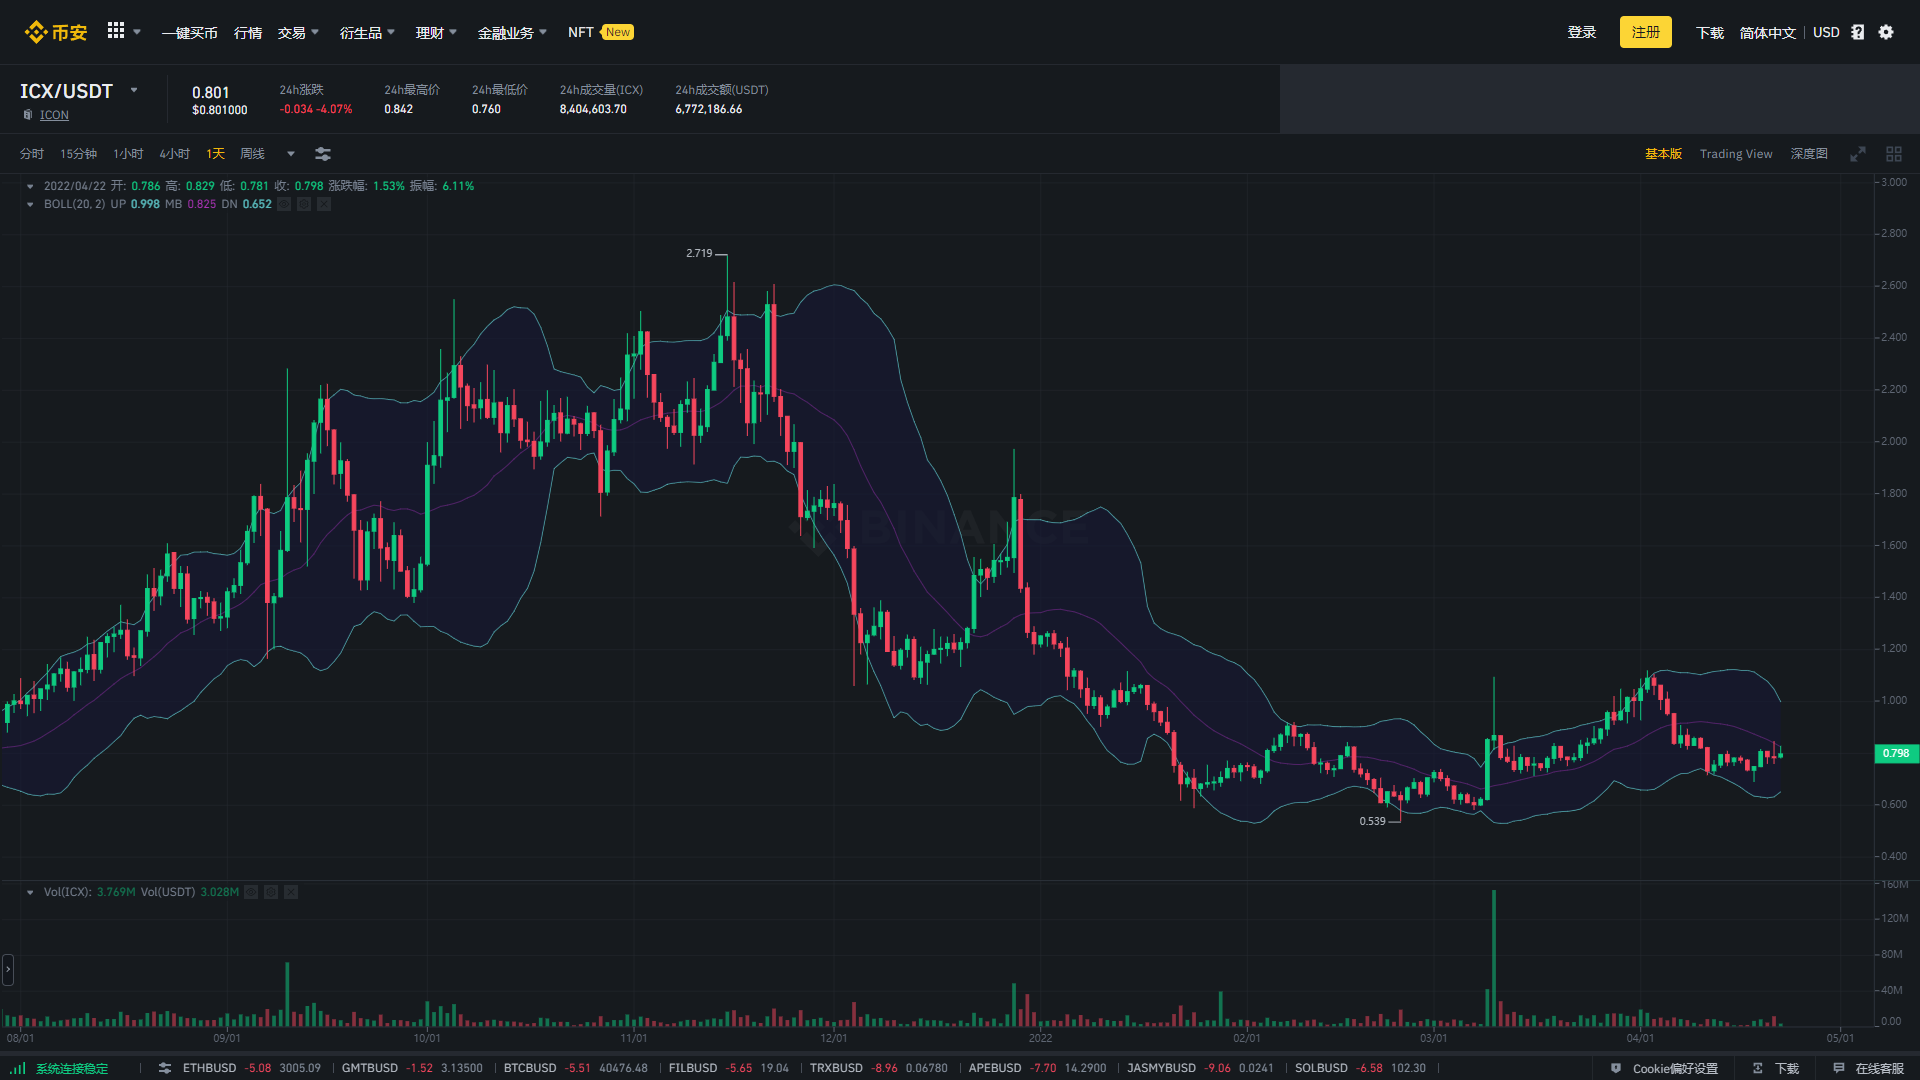 币安 一键买币 行情 交易 衍生品 理财 金融业务 NFT New 登录 注册 下载 简体中文 USD
ICX/USDT
ICON
0.801
$0.801000
24h涨跌
-0.034 -4.07%
24h最高价
0.842
24h最低价
0.760
24h成交量(ICX)
8,404,603.70
24h成交额(USDT)
6,772,186.66
分时 15分钟 1小时 4小时 1天 周线 基本版 Trading View 深度图
2022/04/22 开: 0.786 高: 0.829 低: 0.781 收: 0.798 涨跌幅: 1.53% 振幅: 6.11%
BOLL(20, 2) UP 0.998 MB 0.825 DN 0.652
3.000
2.800
2.719
2.600
2.400
2.200
2.000
1.800
BINANCE
1.600
1.400
1.200
1.000
0.798
0.600
0.539
0.400
Vol(ICX): 3.769M Vol(USDT) 3.028M
160M
120M
80M
40M
0.00
08/01 09/01 10/01 11/01 12/01 2022 02/01 03/01 04/01 05/01
系统连接稳定 ETHBUSD -5.08 3005.09 GMTBUSD -1.52 3.13500 BTCBUSD -5.51 40476.48 FILBUSD -5.65 19.04 TRXBUSD -8.96 0.06780 APEBUSD -7.70 14.2900 JASMYBUSD -9.06 0.0241 SOLBUSD -6.58 102.30 Cookie偏好设置 下载 在线客服